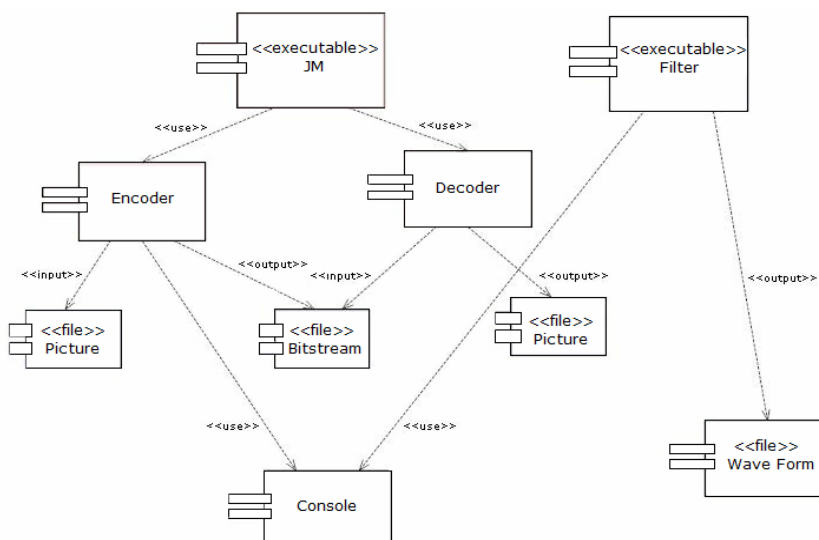 <<executable>>
JM
<<executable>>
Filter
<<use>>
<<use>>
Encoder
Decoder
<<input>>
<<output>>
<<input>>
<<output>>
<<output>>
<<file>>
Picture
<<file>>
Bitstream
<<file>>
Picture
<<use>>
<<use>>
<<file>>
Wave Form
Console